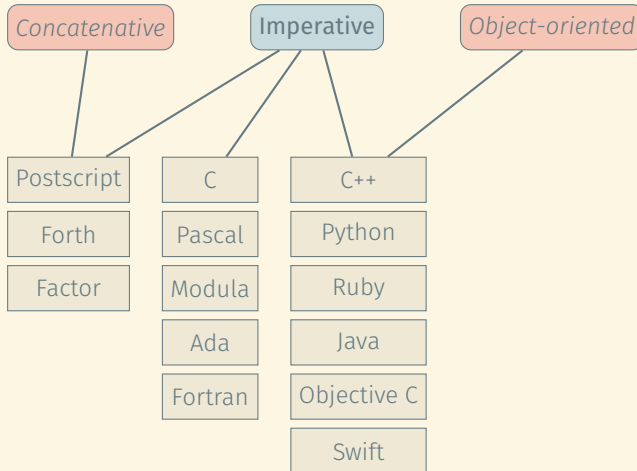 Concatenative
Imperative
Object-oriented
Postscript
C
C++
Forth
Pascal
Python
Factor
Modula
Ruby
Ada
Java
Fortran
Objective C
Swift